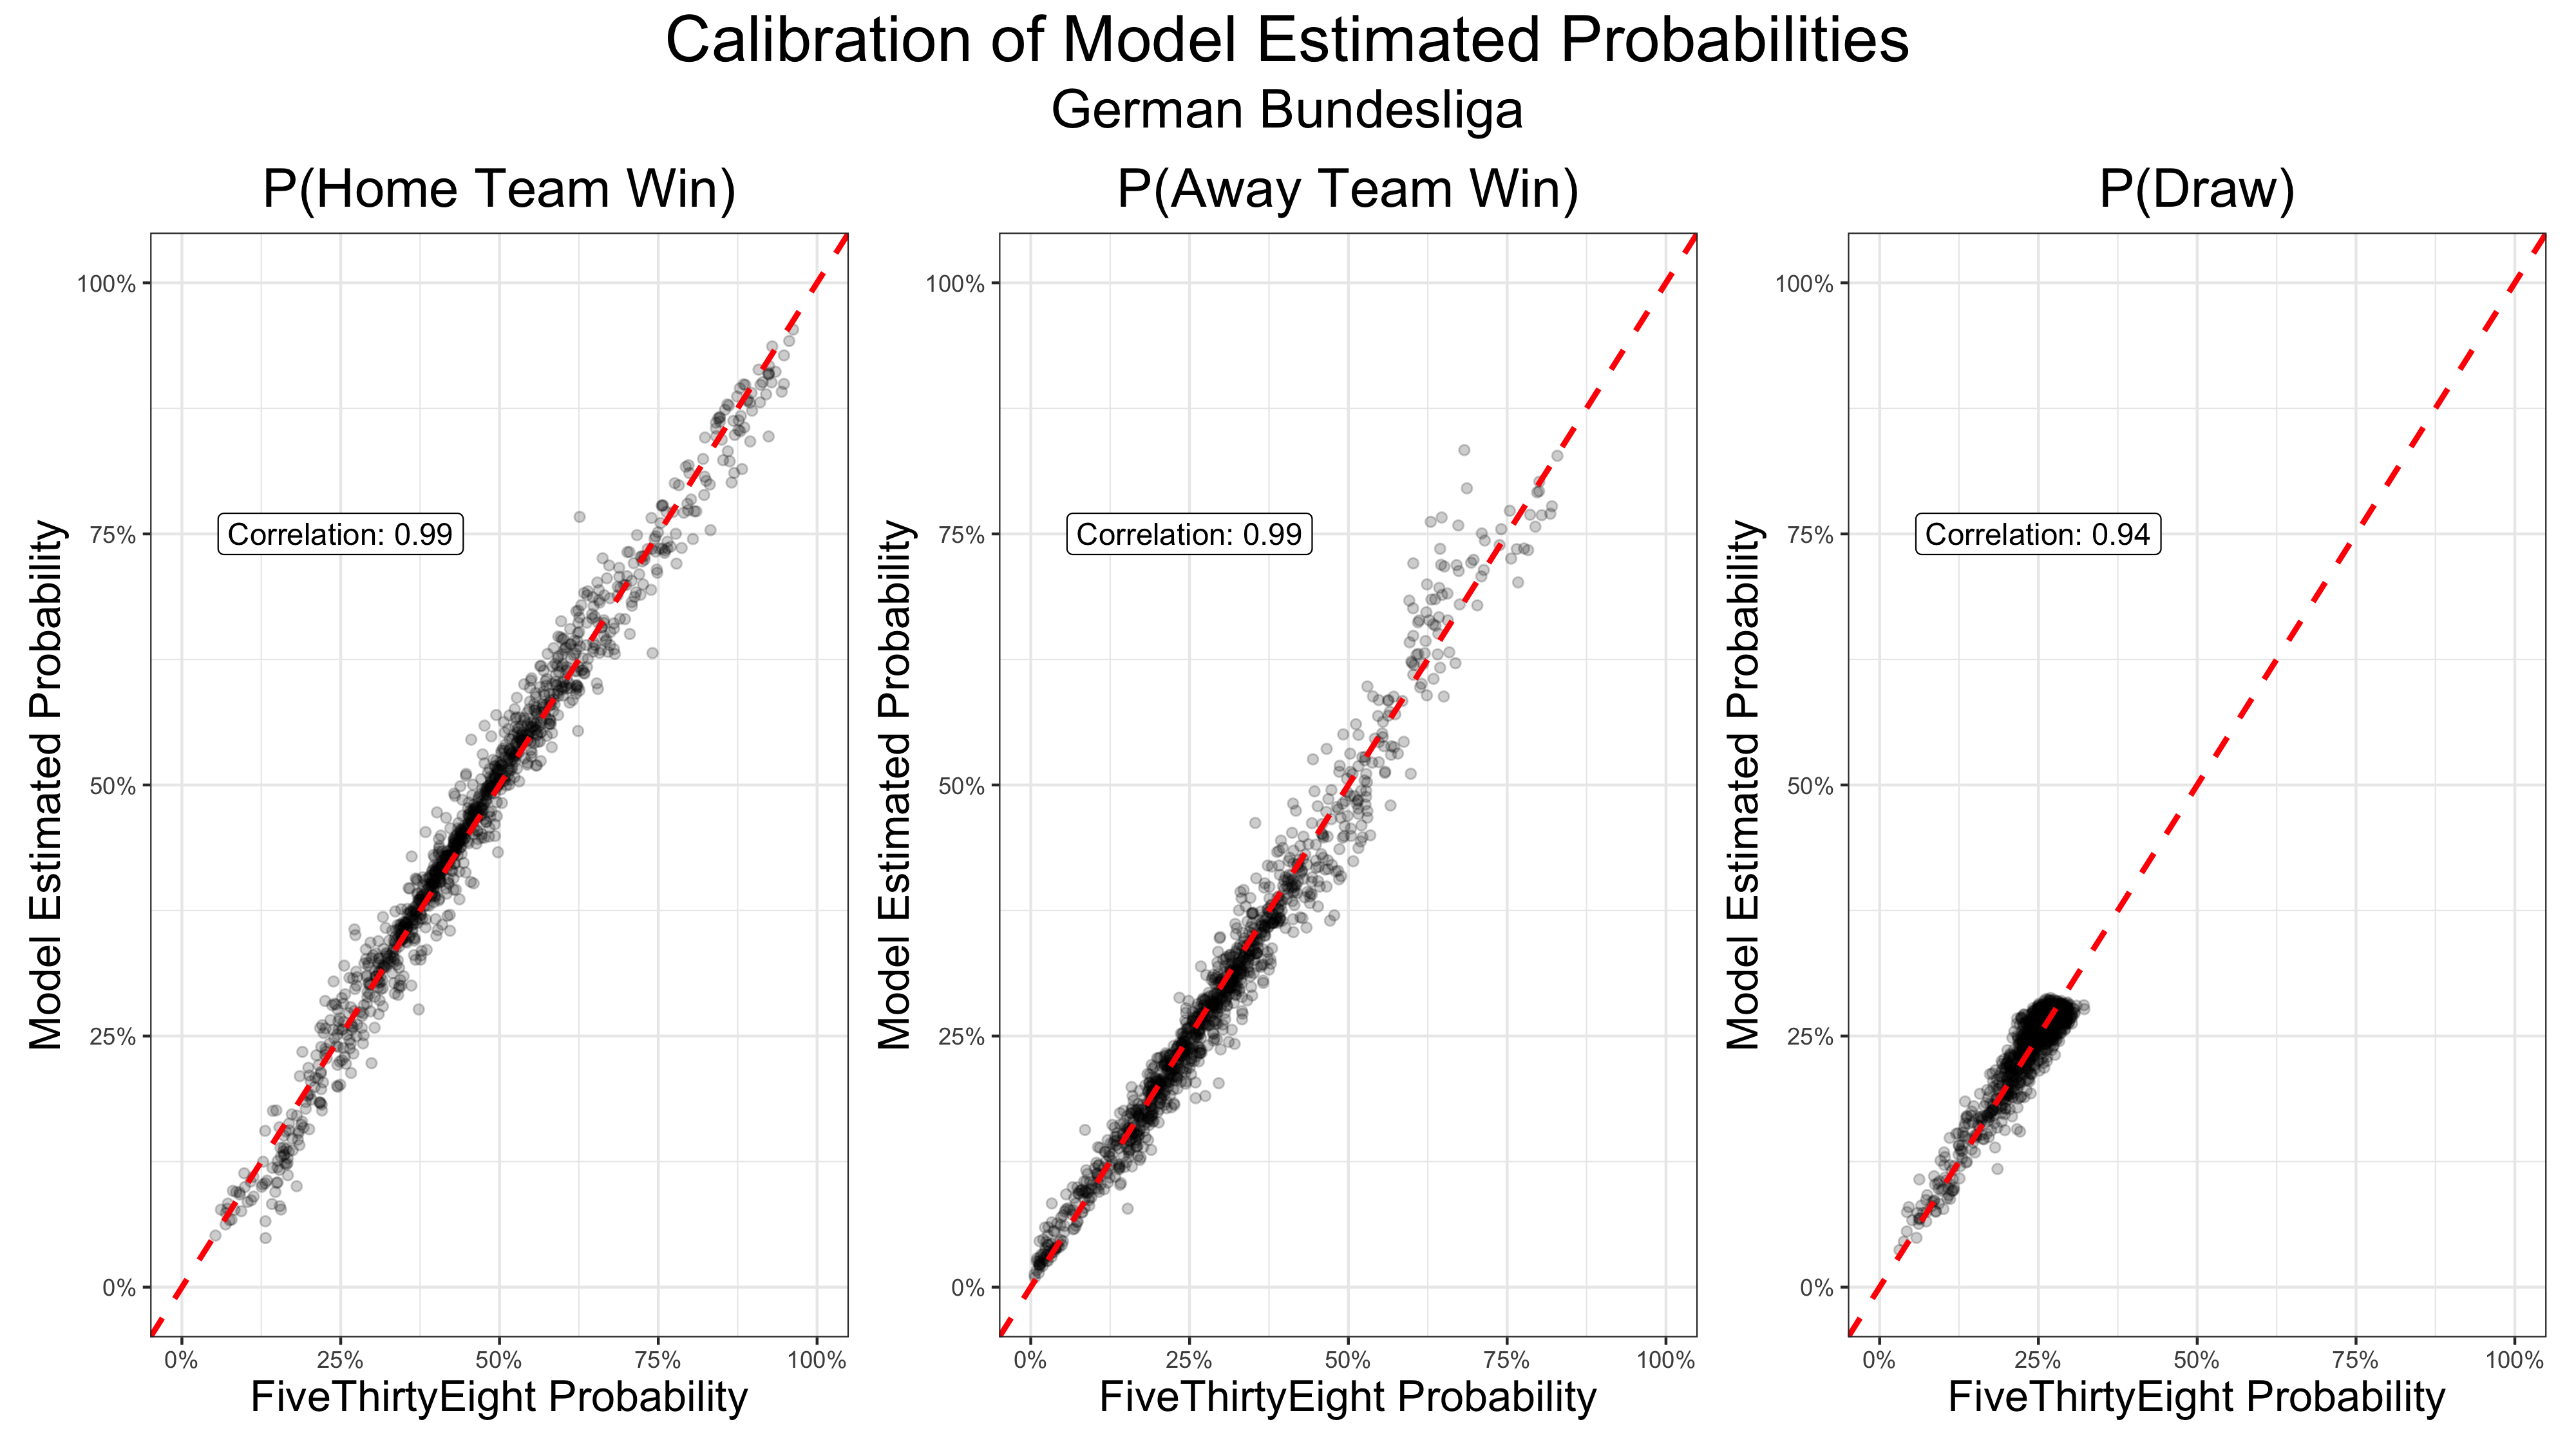 Calibration of Model Estimated Probabilities
German Bundesliga
P(Home Team Win)
Model Estimated Probability
100%
75%
50%
25%
0%
Correlation: 0.99
0% 25% 50% 75% 100%
FiveThirtyEight Probability
P(Away Team Win)
Model Estimated Probability
100%
75%
50%
25%
0%
Correlation: 0.99
0% 25% 50% 75% 100%
FiveThirtyEight Probability
P(Draw)
Model Estimated Probability
100%
75%
50%
25%
0%
Correlation: 0.94
0% 25% 50% 75% 100%
FiveThirtyEight Probability